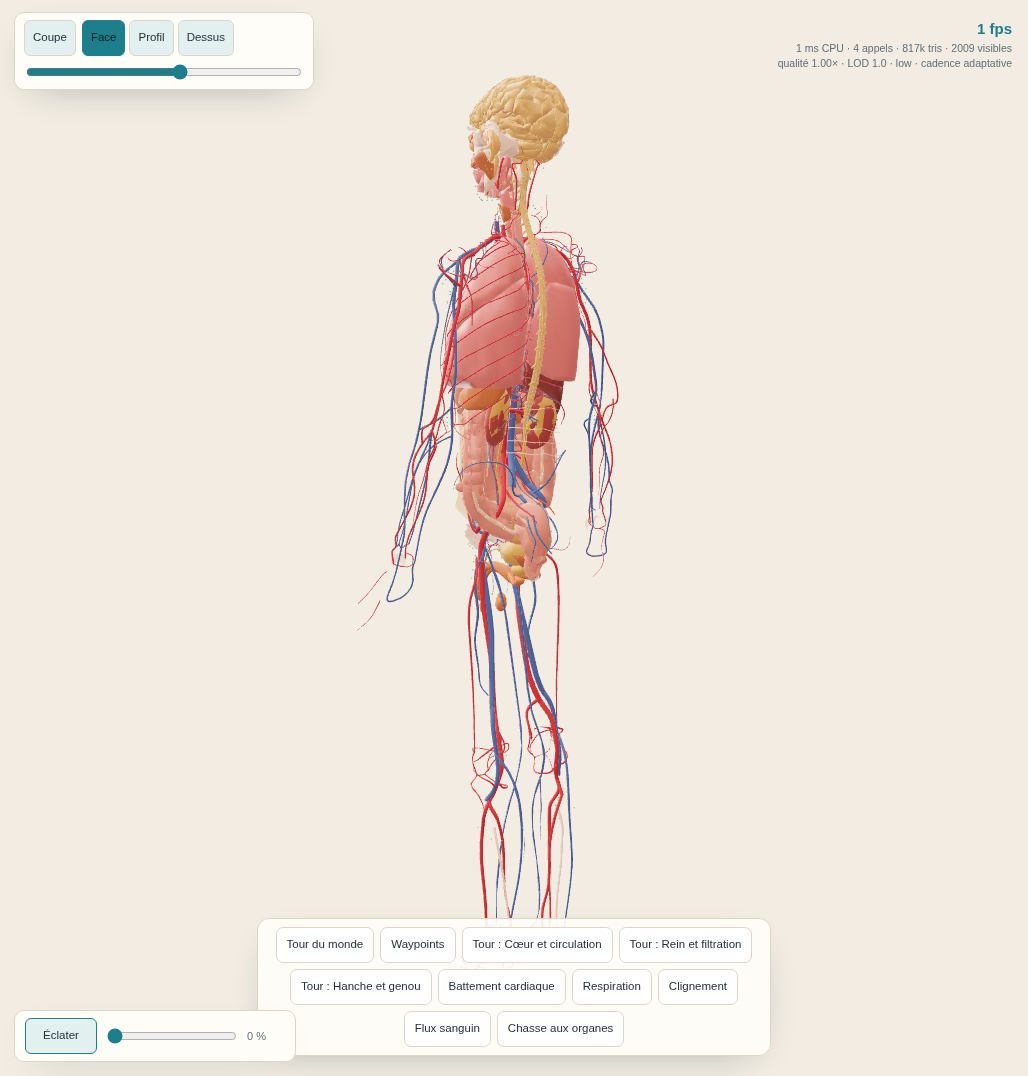 Coupe Face Profil Dessus
1 fps
1 ms CPU · 4 appels · 817k tris · 2009 visibles
qualité 1.00× · LOD 1.0 · low · cadence adaptative
Tour du monde Waypoints Tour : Cœur et circulation Tour : Rein et filtration
Tour : Hanche et genou Battement cardiaque Respiration Clignement
Flux sanguin Chasse aux organes
Éclater 0 %